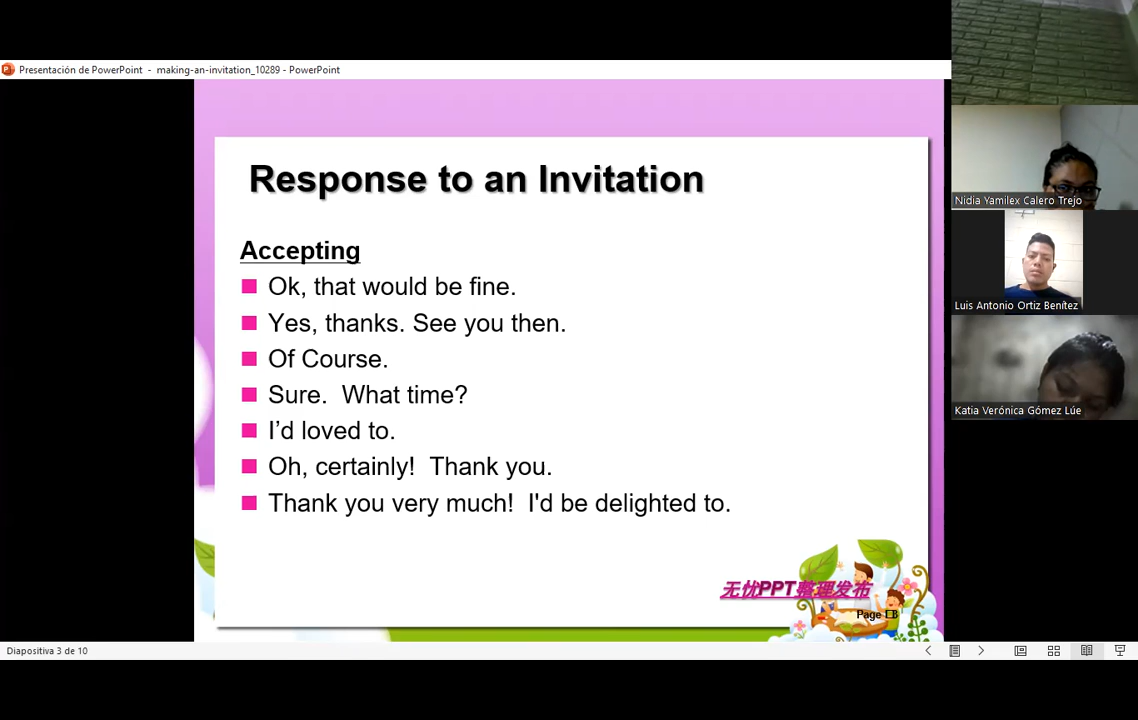 Presentación de PowerPoint - making-an-invitation_10289 - PowerPoint
Response to an Invitation
Accepting
Ok, that would be fine.
Yes, thanks. See you then.
Of Course.
Sure. What time?
I'd loved to.
Oh, certainly! Thank you.
Thank you very much! I'd be delighted to.
无忧PPT整理发布
Page
Diapositiva 3 de 10
Nidia Yamilex Calero Trejo
Luis Antonio Ortiz Benítez
Katia Verónica Gómez Lúe